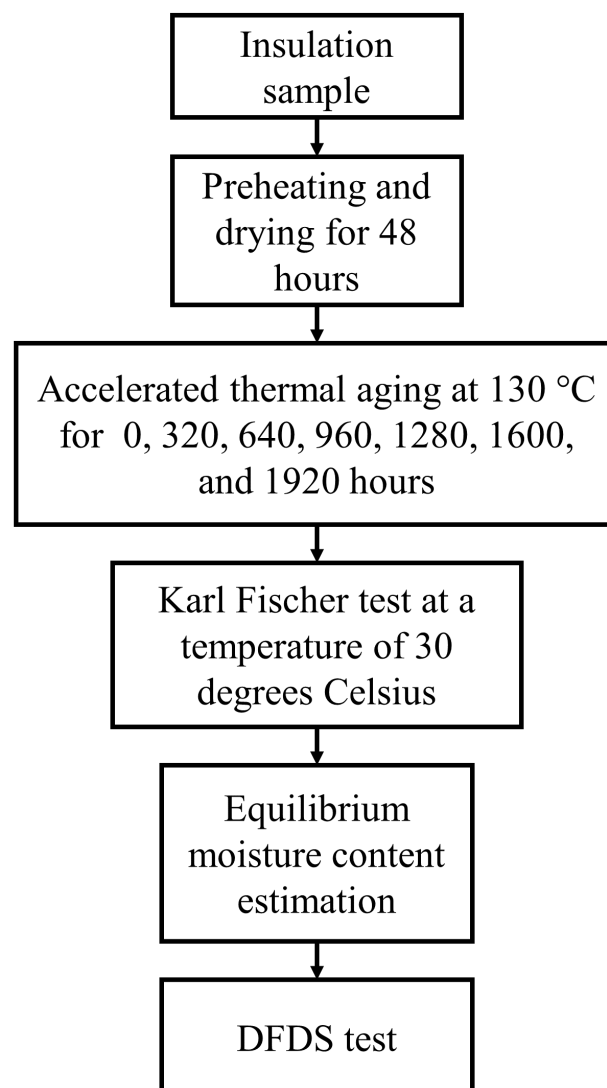 Insulation
sample
Preheating and
drying for 48
hours
Accelerated thermal aging at 130 °C
for 0, 320, 640, 960, 1280, 1600,
and 1920 hours
Karl Fischer test at a
temperature of 30
degrees Celsius
Equilibrium
moisture content
estimation
DFDS test